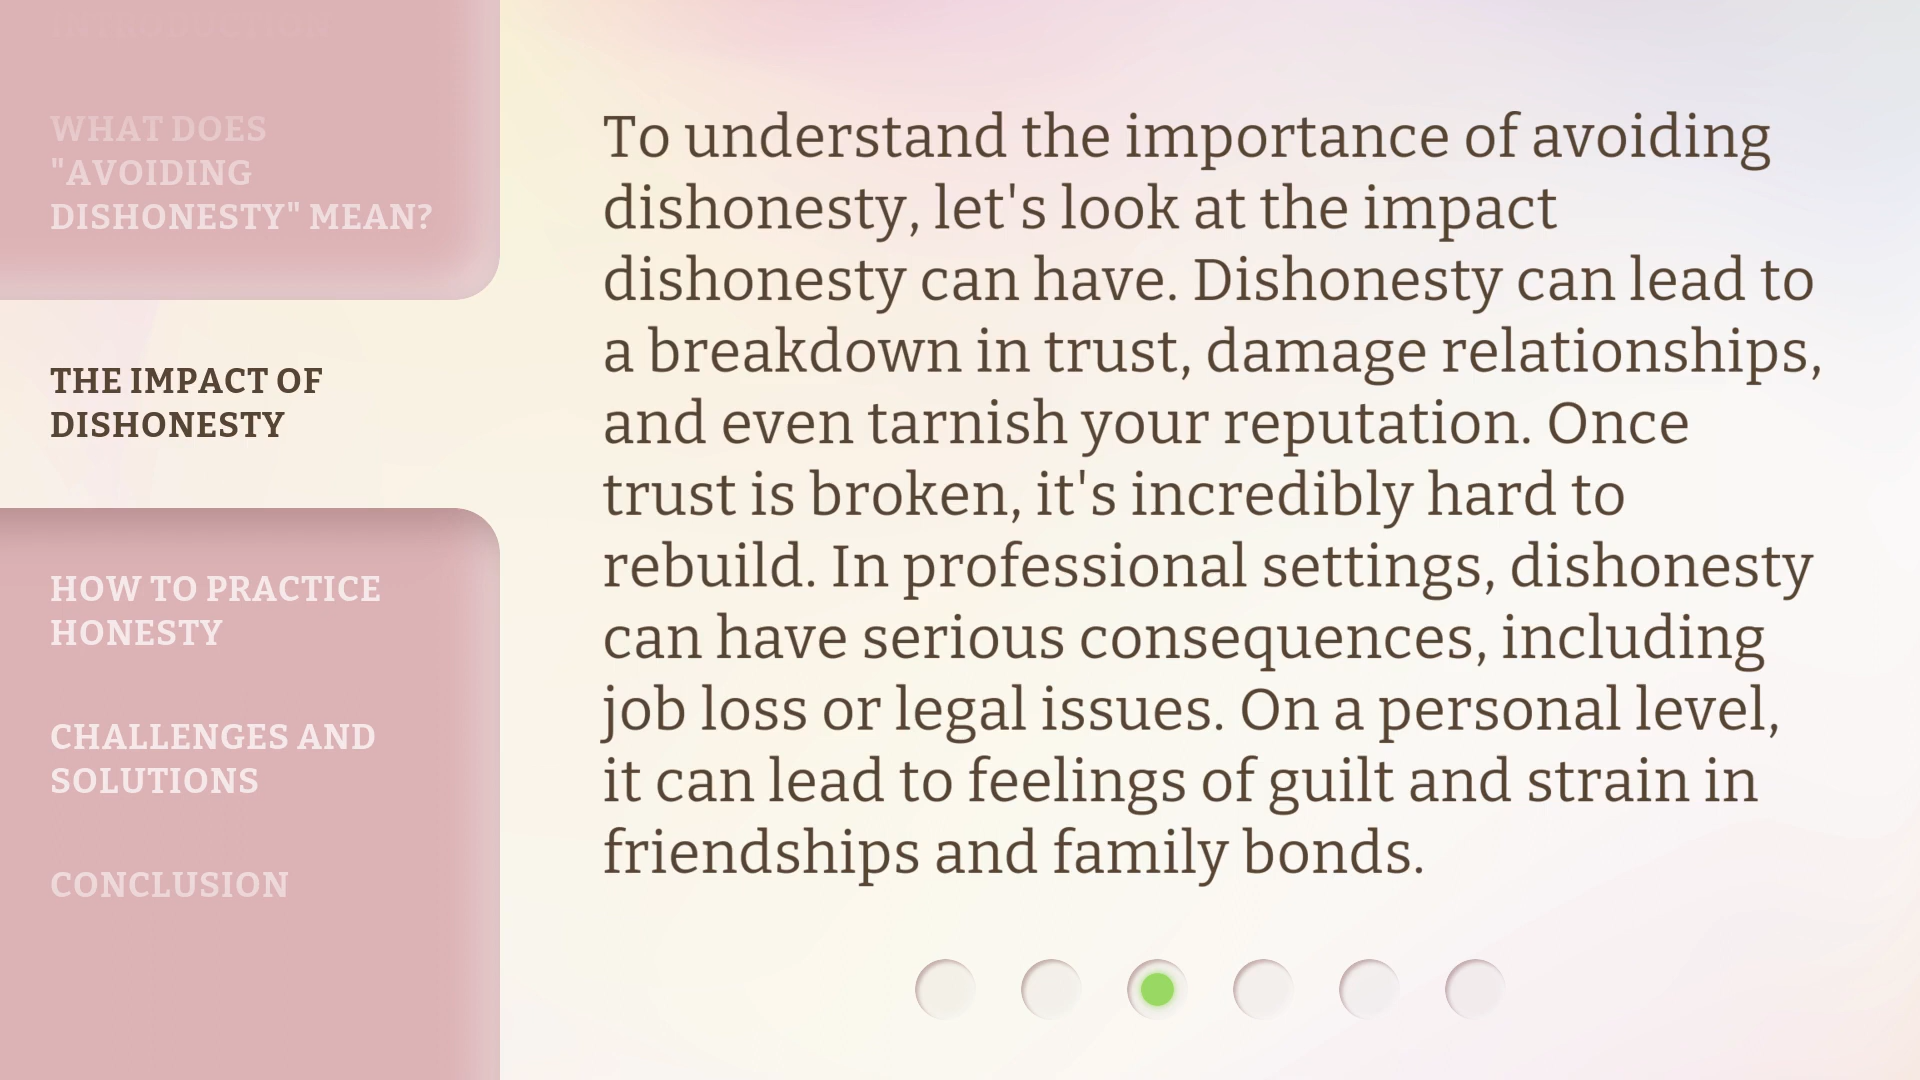 INTRODUCTION
WHAT DOES
"AVOIDING
DISHONESTY" MEAN?
THE IMPACT OF
DISHONESTY
HOW TO PRACTICE
HONESTY
CHALLENGES AND
SOLUTIONS
CONCLUSION
To understand the importance of avoiding
dishonesty, let's look at the impact
dishonesty can have. Dishonesty can lead to
a breakdown in trust, damage relationships,
and even tarnish your reputation. Once
trust is broken, it's incredibly hard to
rebuild. In professional settings, dishonesty
can have serious consequences, including
job loss or legal issues. On a personal level,
it can lead to feelings of guilt and strain in
friendships and family bonds.